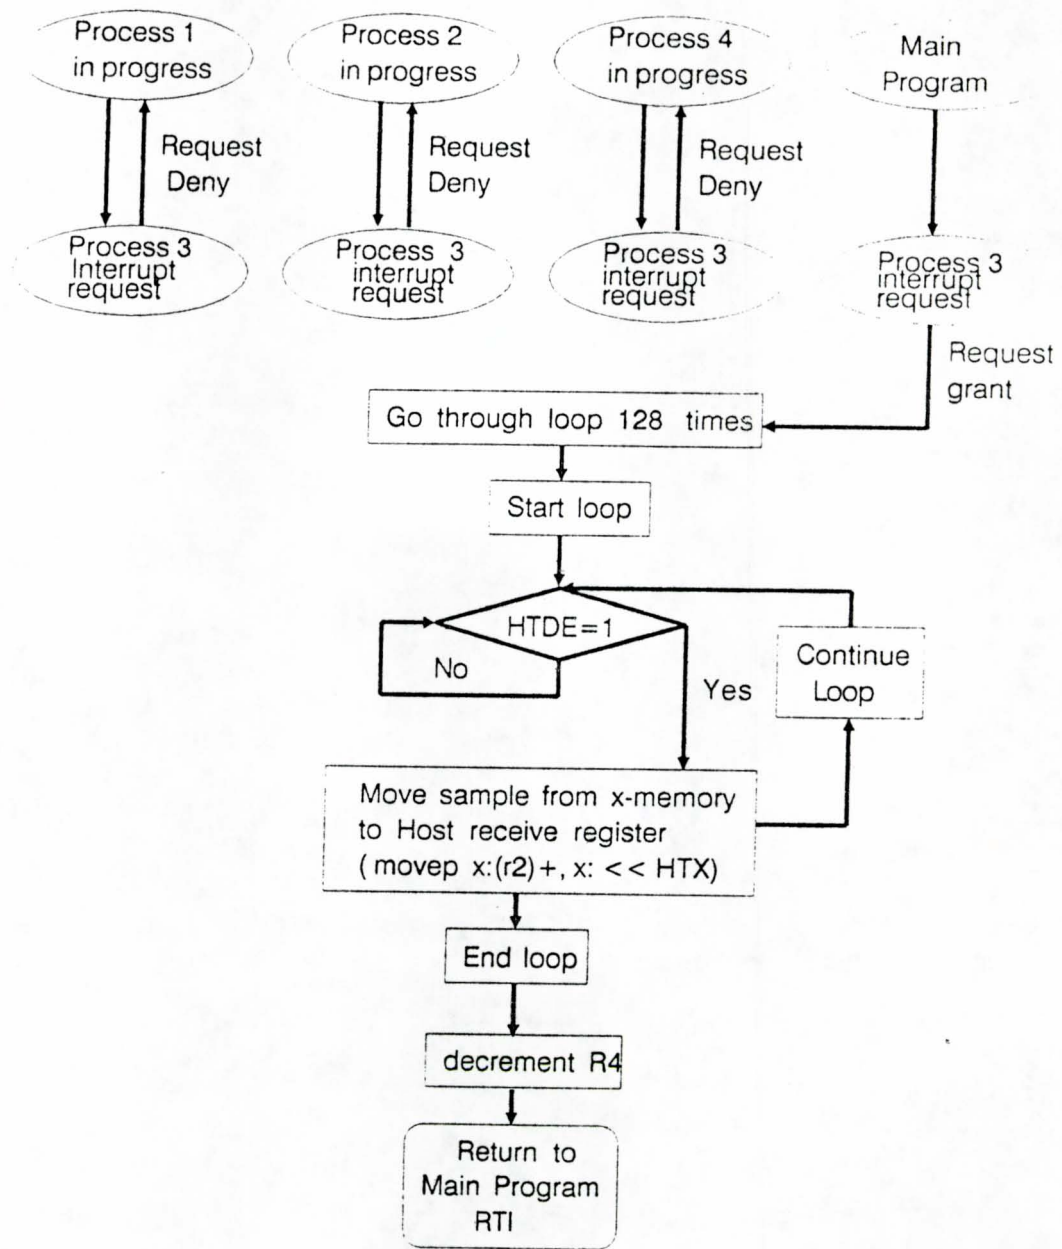 Process 1
in progress
Process 2
in progress
Process 4
in progress
Main
Program
Request
Deny
Request
Deny
Request
Deny
Process 3
Interrupt
request
Process 3
interrupt
request
Process 3
interrupt
request
Process 3
interrupt
request
Request
grant
Go through loop 128 times
Start loop
HTDE=1
No
Yes
Continue
Loop
Move sample from x-memory
to Host receive register
( movep x:(r2)+, x: << HTX)
End loop
decrement R4
Return to
Main Program
RTI